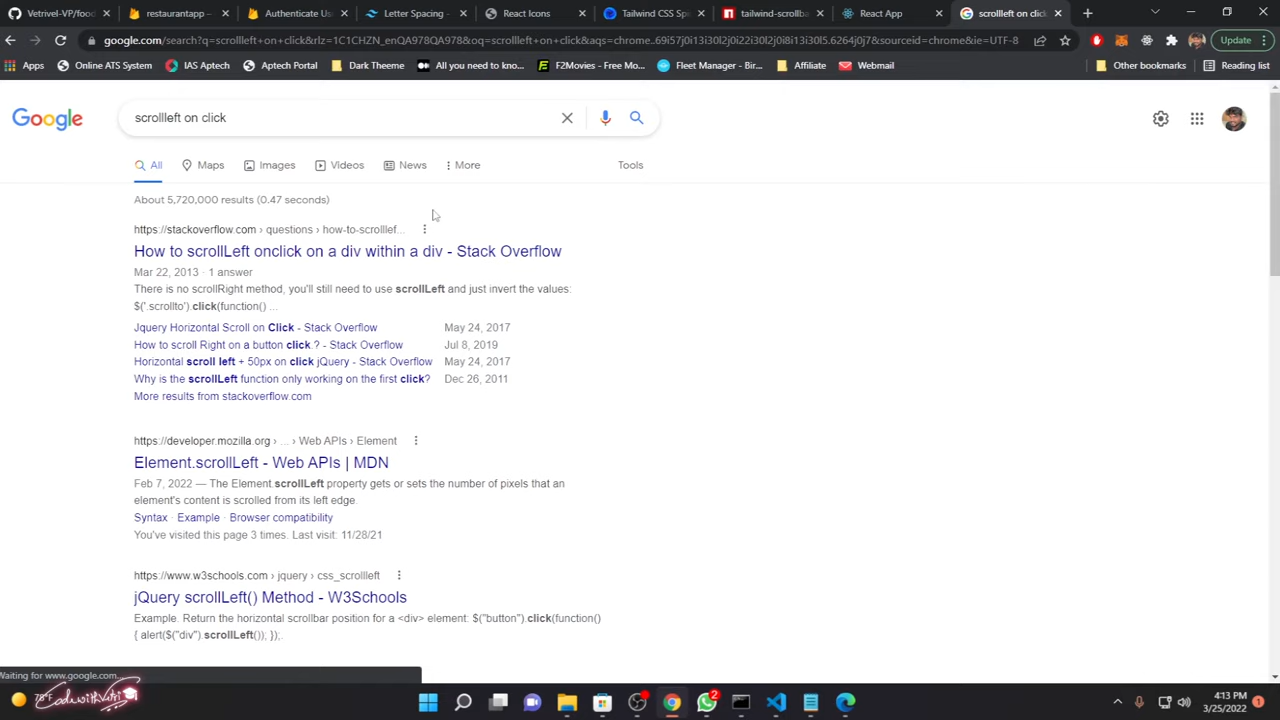 Vetrivel-VP/food
restaurantapp –
Authenticate Us
Letter Spacing -
React Icons
Tailwind CSS Spi
tailwind-scrollba
React App
scrollleft on click
google.com/search?q=scrollleft+on+click&rlz=1C1CHZN_enQA978QA978&oq=scrollleft+on+click&aqs=chrome..69i57j0i13i30l2j0i22i30l2j0i8i13i30l5.6264j0j7&sourceid=chrome&ie=UTF-8
Update
Apps
Online ATS System
IAS Aptech
Aptech Portal
Dark Theeme
All you need to kno...
F2Movies - Free Mo...
Fleet Manager - Bir...
Affiliate
Webmail
Other bookmarks
Reading list
Google
scrollleft on click
All
Maps
Images
Videos
News
More
Tools
About 5,720,000 results (0.47 seconds)
https://stackoverflow.com › questions › how-to-scrolllef...
How to scrollLeft onclick on a div within a div - Stack Overflow
Mar 22, 2013 · 1 answer
There is no scrollRight method, you'll still need to use scrollLeft and just invert the values:
$('.scrollto').click(function() ...
Jquery Horizontal Scroll on Click - Stack Overflow May 24, 2017
How to scroll Right on a button click.? - Stack Overflow Jul 8, 2019
Horizontal scroll left + 50px on click jQuery - Stack Overflow May 24, 2017
Why is the scrollLeft function only working on the first click? Dec 26, 2011
More results from stackoverflow.com
https://developer.mozilla.org › ... › Web APIs › Element
Element.scrollLeft - Web APIs | MDN
Feb 7, 2022 — The Element.scrollLeft property gets or sets the number of pixels that an
element's content is scrolled from its left edge.
Syntax · Example · Browser compatibility
You've visited this page 3 times. Last visit: 11/28/21
https://www.w3schools.com › jquery › css_scrollleft
jQuery scrollLeft() Method - W3Schools
Example. Return the horizontal scrollbar position for a <div> element: $("button").click(function()
{ alert($("div").scrollLeft()); });.
Waiting for www.google.com...
2
4:13 PM
3/25/2022
1